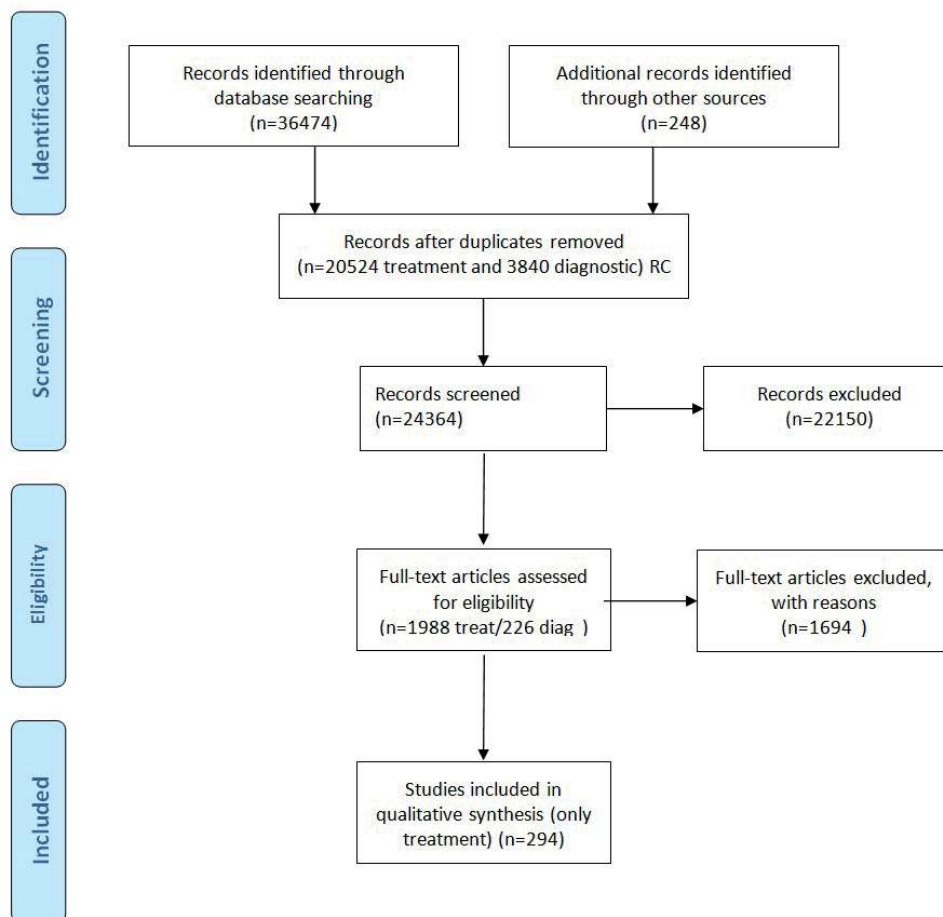 Identification
Records identified through
database searching
(n=36474)
Additional records identified
through other sources
(n=248)
Records after duplicates removed
(n=20524 treatment and 3840 diagnostic) RC
Screening
Records screened
(n=24364)
Records excluded
(n=22150)
Eligibility
Full-text articles assessed
for eligibility
(n=1988 treat/226 diag )
Full-text articles excluded,
with reasons
(n=1694 )
Included
Studies included in
qualitative synthesis (only
treatment) (n=294)